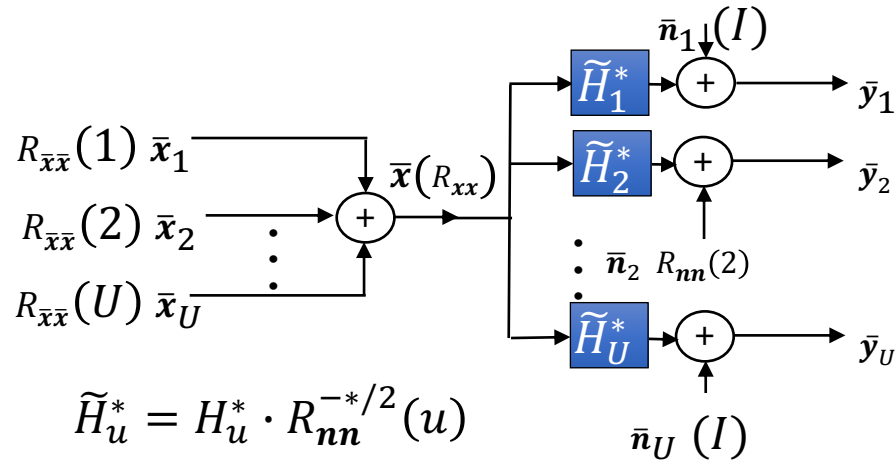 n̄₁ (I)
H̃₁* + ȳ₁
R_x̄x̄(1) x̄₁
H̃₂* + ȳ₂
x̄(R_xx)
R_x̄x̄(2) x̄₂ +
n̄₂ R_nn(2)
R_x̄x̄(U) x̄_U
H̃_U* + ȳ_U
H̃_u* = H_u* · R_nn^{-*/2}(u)
n̄_U (I)